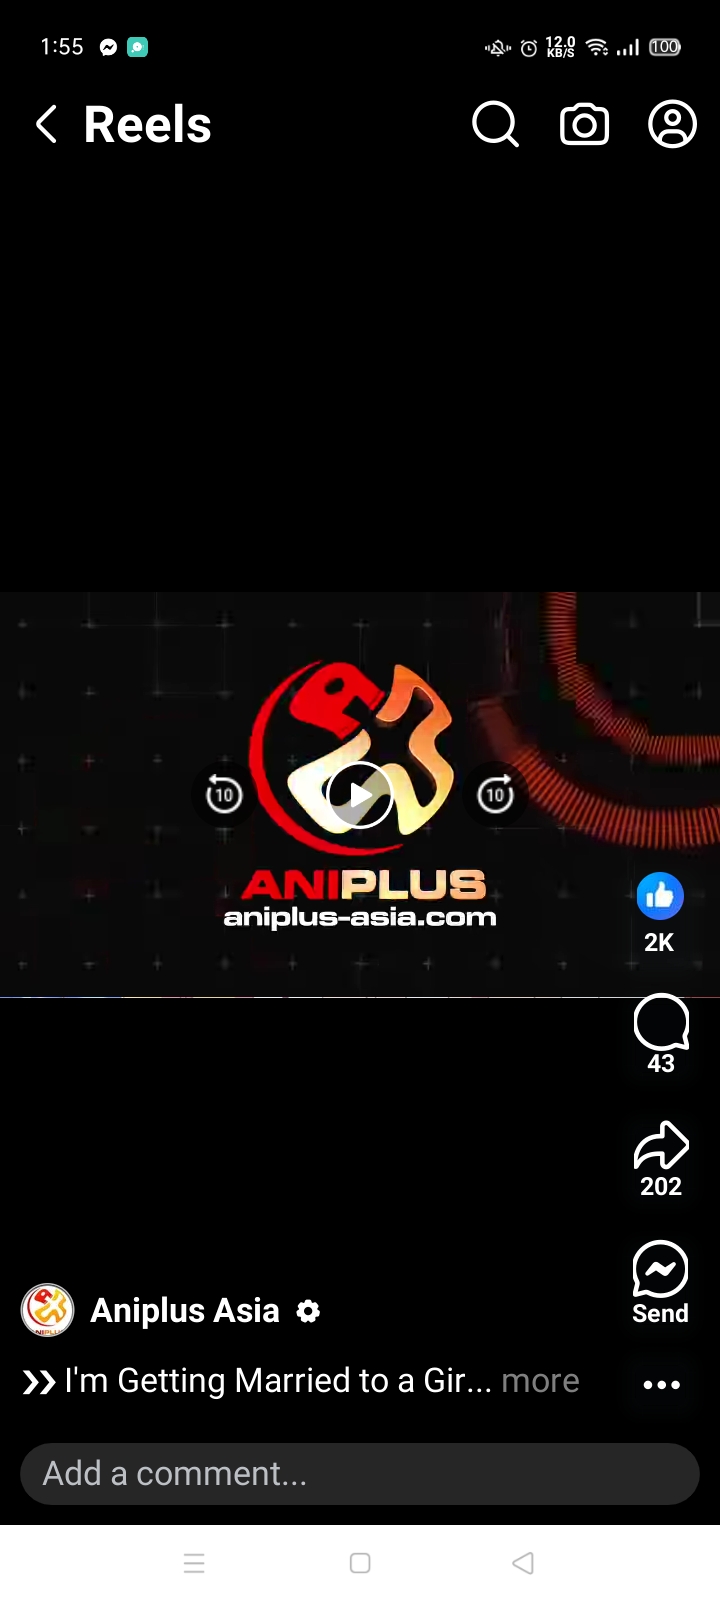 1:55
12.0
KB/S
100
Reels
10
10
ANIPLUS
aniplus-asia.com
2K
43
202
Send
Aniplus Asia
I'm Getting Married to a Gir... more
Add a comment...